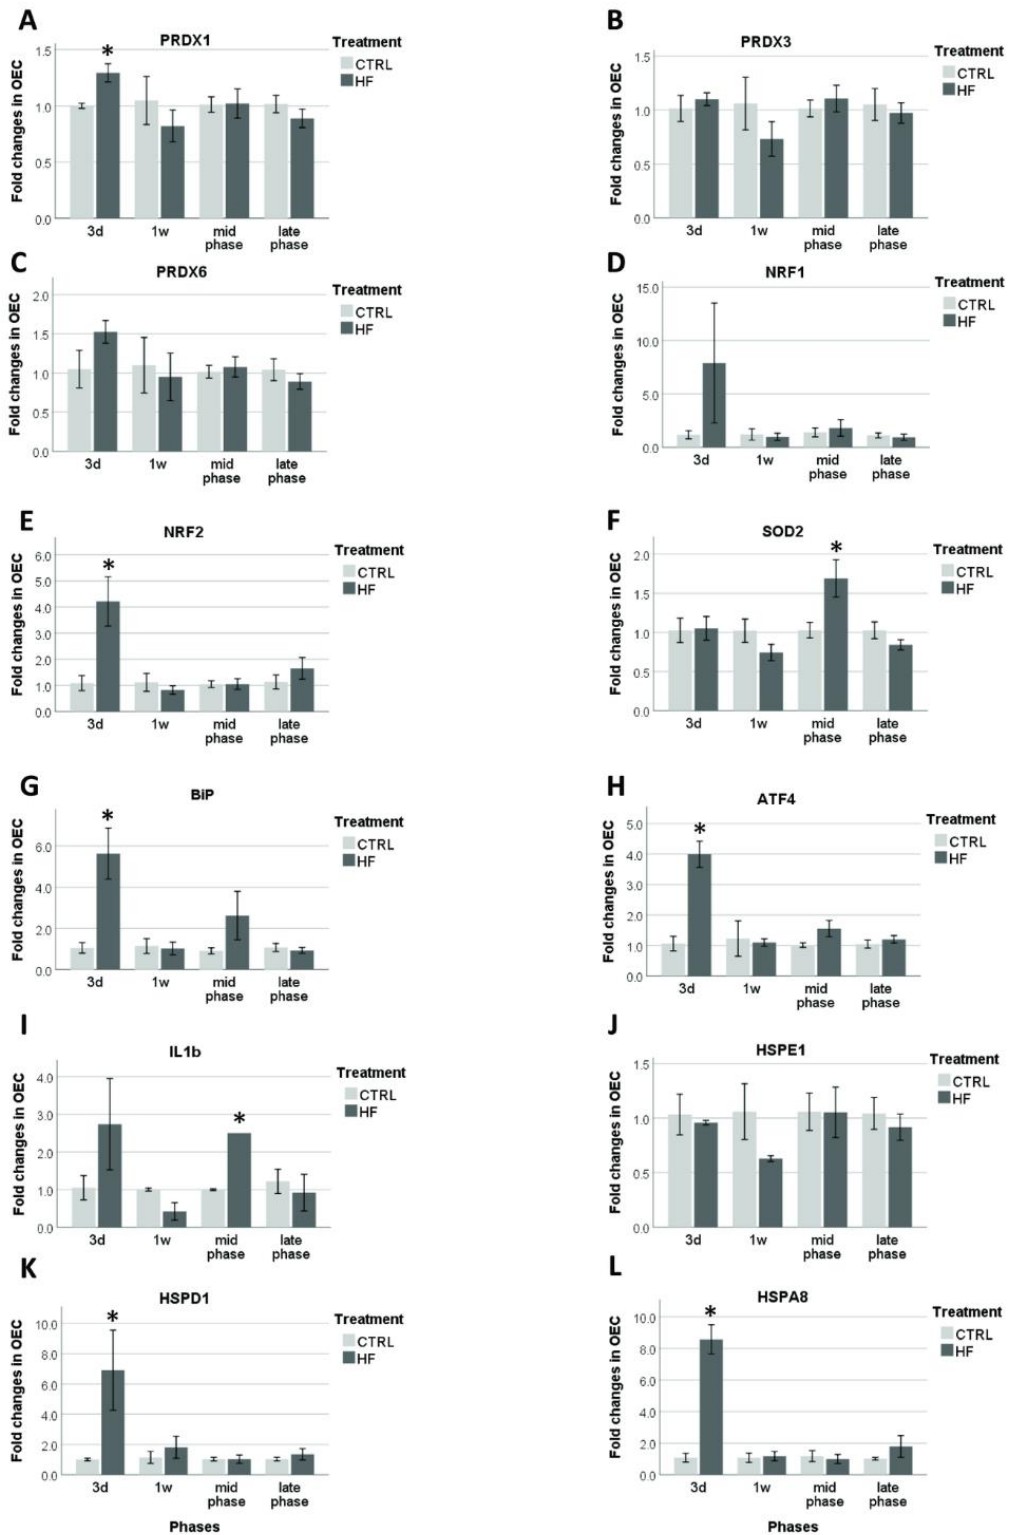 A
PRDX1
Treatment
CTRL
HF
*
Fold changes in OEC
1.5
1.0
0.5
0.0
3d
1w
mid
phase
late
phase
B
PRDX3
Treatment
CTRL
HF
Fold changes in OEC
1.5
1.0
0.5
0.0
3d
1w
mid
phase
late
phase
C
PRDX6
Treatment
CTRL
HF
Fold changes in OEC
2.0
1.5
1.0
0.5
0.0
3d
1w
mid
phase
late
phase
D
NRF1
Treatment
CTRL
HF
Fold changes in OEC
15.0
10.0
5.0
0.0
3d
1w
mid
phase
late
phase
E
NRF2
Treatment
CTRL
HF
*
Fold changes in OEC
6.0
5.0
4.0
3.0
2.0
1.0
0.0
3d
1w
mid
phase
late
phase
F
SOD2
Treatment
CTRL
HF
*
Fold changes in OEC
2.0
1.5
1.0
0.5
0.0
3d
1w
mid
phase
late
phase
G
BiP
Treatment
CTRL
HF
*
Fold changes in OEC
6.0
4.0
2.0
0.0
3d
1w
mid
phase
late
phase
H
ATF4
Treatment
CTRL
HF
*
Fold changes in OEC
5.0
4.0
3.0
2.0
1.0
0.0
3d
1w
mid
phase
late
phase
I
IL1b
Treatment
CTRL
HF
*
Fold changes in OEC
4.0
3.0
2.0
1.0
0.0
3d
1w
mid
phase
late
phase
J
HSPE1
Treatment
CTRL
HF
Fold changes in OEC
1.5
1.0
0.5
0.0
3d
1w
mid
phase
late
phase
K
HSPD1
Treatment
CTRL
HF
*
Fold changes in OEC
10.0
8.0
6.0
4.0
2.0
0.0
3d
1w
mid
phase
late
phase
Phases
L
HSPA8
Treatment
CTRL
HF
*
Fold changes in OEC
10.0
8.0
6.0
4.0
2.0
0.0
3d
1w
mid
phase
late
phase
Phases